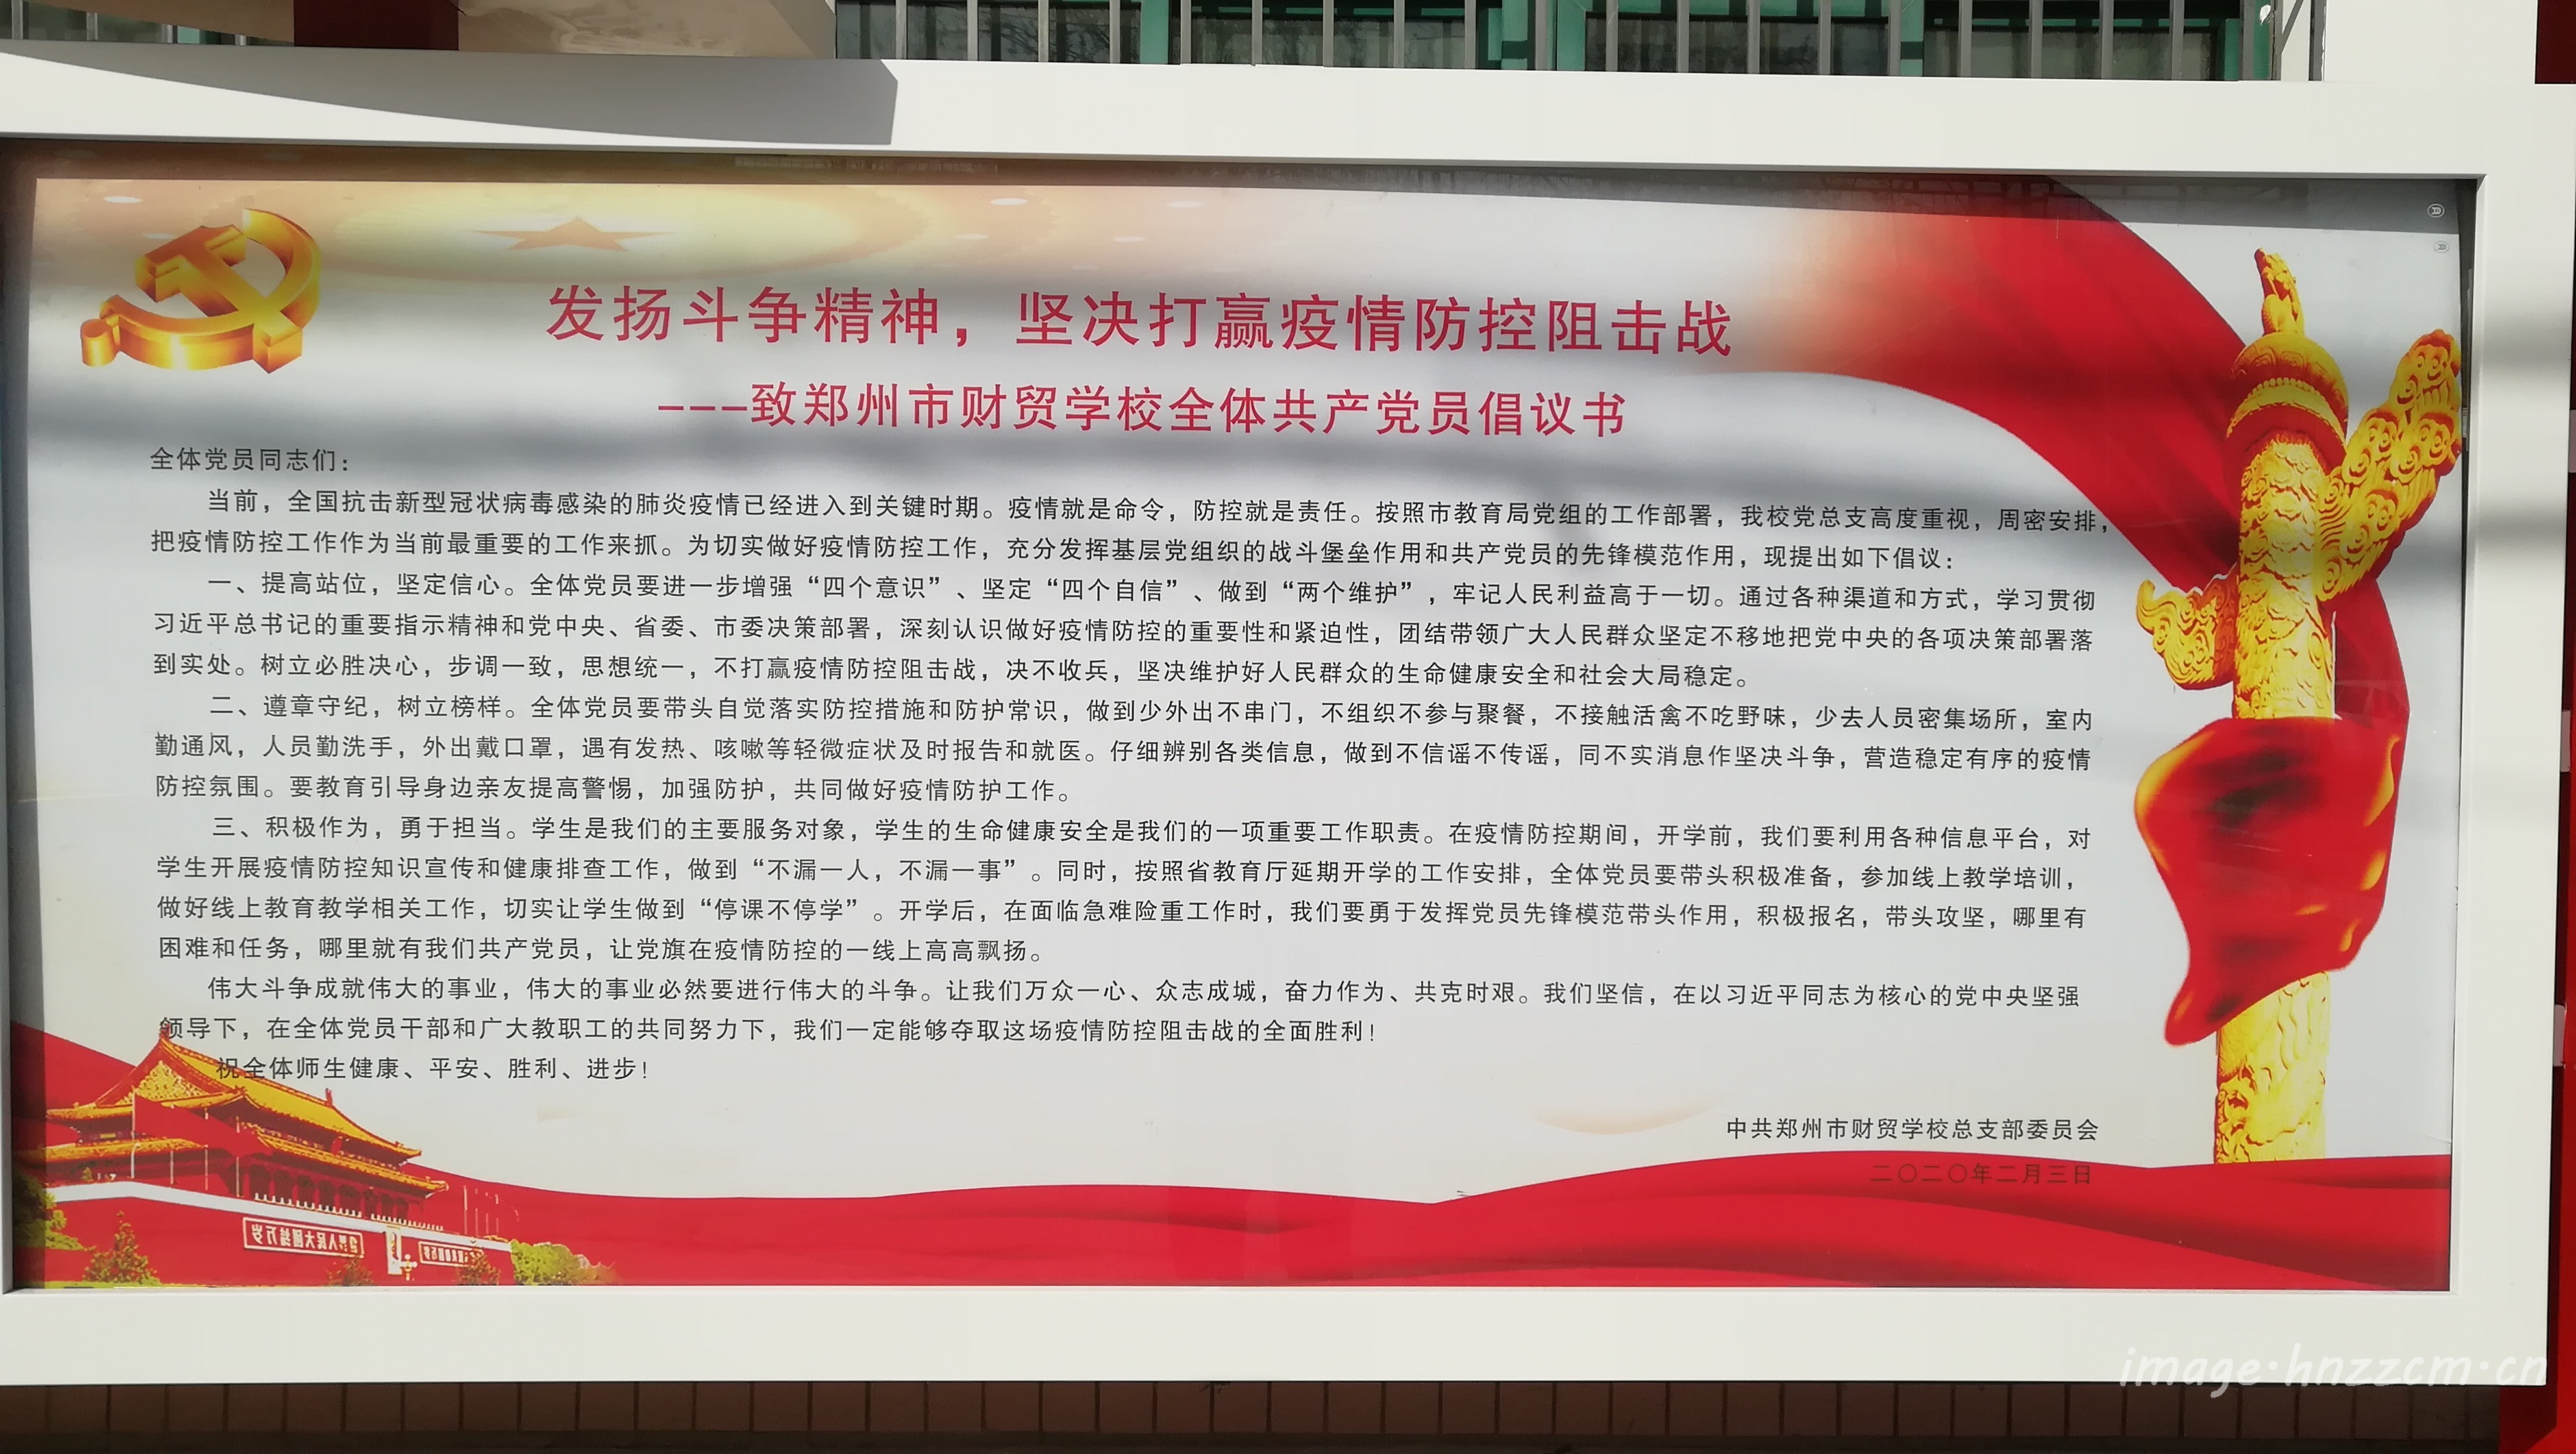 发扬斗争精神，坚决打赢疫情防控阻击战
---致郑州市财贸学校全体共产党员倡议书
全体党员同志们：
当前，全国抗击新型冠状病毒感染的肺炎疫情已经进入到关键时期。疫情就是命令，防控就是责任。按照市教育局党组的工作部署，我校党总支高度重视，周密安排，
把疫情防控工作作为当前最重要的工作来抓。为切实做好疫情防控工作，充分发挥基层党组织的战斗堡垒作用和共产党员的先锋模范作用，现提出如下倡议：
一、提高站位，坚定信心。全体党员要进一步增强“四个意识”、坚定“四个自信”、做到“两个维护”，牢记人民利益高于一切。通过各种渠道和方式，学习贯彻
习近平总书记的重要指示精神和党中央、省委、市委决策部署，深刻认识做好疫情防控的重要性和紧迫性，团结带领广大人民群众坚定不移地把党中央的各项决策部署落
到实处。树立必胜决心，步调一致，思想统一，不打赢疫情防控阻击战，决不收兵，坚决维护好人民群众的生命健康安全和社会大局稳定。
二、遵章守纪，树立榜样。全体党员要带头自觉落实防控措施和防护常识，做到少外出不串门，不组织不参与聚餐，不接触活禽不吃野味，少去人员密集场所，室内
勤通风，人员勤洗手，外出戴口罩，遇有发热、咳嗽等轻微症状及时报告和就医。仔细辨别各类信息，做到不信谣不传谣，同不实消息作坚决斗争，营造稳定有序的疫情
防控氛围。要教育引导身边亲友提高警惕，加强防护，共同做好疫情防护工作。
三、积极作为，勇于担当。学生是我们的主要服务对象，学生的生命健康安全是我们的一项重要工作职责。在疫情防控期间，开学前，我们要利用各种信息平台，对
学生开展疫情防控知识宣传和健康排查工作，做到“不漏一人，不漏一事”。同时，按照省教育厅延期开学的工作安排，全体党员要带头积极准备，参加线上教学培训，
做好线上教育教学相关工作，切实让学生做到“停课不停学”。开学后，在面临急难险重工作时，我们要勇于发挥党员先锋模范带头作用，积极报名，带头攻坚，哪里有
困难和任务，哪里就有我们共产党员，让党旗在疫情防控的一线上高高飘扬。
伟大斗争成就伟大的事业，伟大的事业必然要进行伟大的斗争。让我们万众一心、众志成城，奋力作为、共克时艰。我们坚信，在以习近平同志为核心的党中央坚强
领导下，在全体党员干部和广大教职工的共同努力下，我们一定能够夺取这场疫情防控阻击战的全面胜利！
祝全体师生健康、平安、胜利、进步！
中共郑州市财贸学校总支部委员会
二〇二〇年二月三日
image·hnzzcm·cn